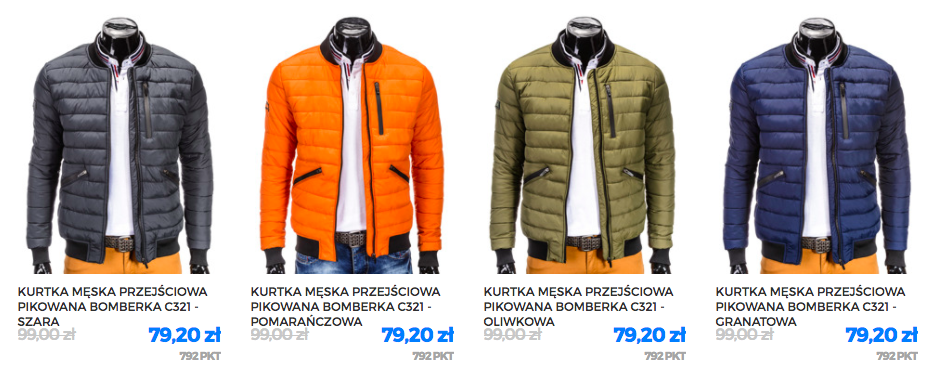 KURTKA MĘSKA PRZEJŚCIOWA
PIKOWANA BOMBERKA C321 -
SZARA
99,00 zł 79,20 zł
792 PKT
KURTKA MĘSKA PRZEJŚCIOWA
PIKOWANA BOMBERKA C321 -
POMARAŃCZOWA
99,00 zł 79,20 zł
792 PKT
KURTKA MĘSKA PRZEJŚCIOWA
PIKOWANA BOMBERKA C321 -
OLIWKOWA
99,00 zł 79,20 zł
792 PKT
KURTKA MĘSKA PRZEJŚCIOWA
PIKOWANA BOMBERKA C321 -
GRANATOWA
99,00 zł 79,20 zł
792 PKT